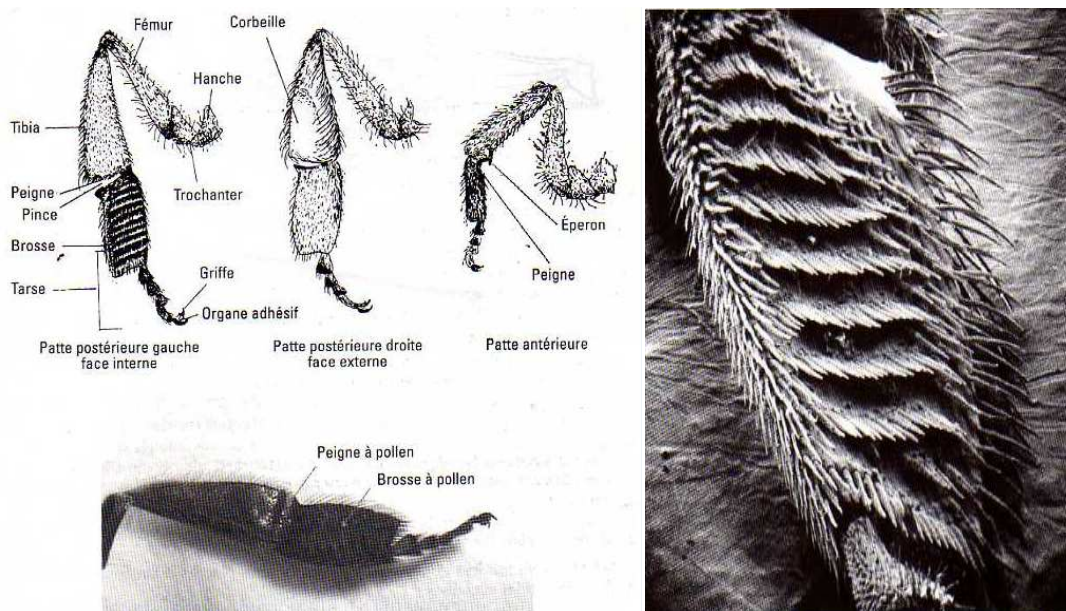 Fémur
Corbeille
Hanche
Tibia
Peigne
Pince
Trochanter
Brosse
Éperon
Griffe
Peigne
Tarse
Organe adhésif
Patte postérieure gauche
face interne
Patte postérieure droite
face externe
Patte antérieure
Peigne à pollen
Brosse à pollen